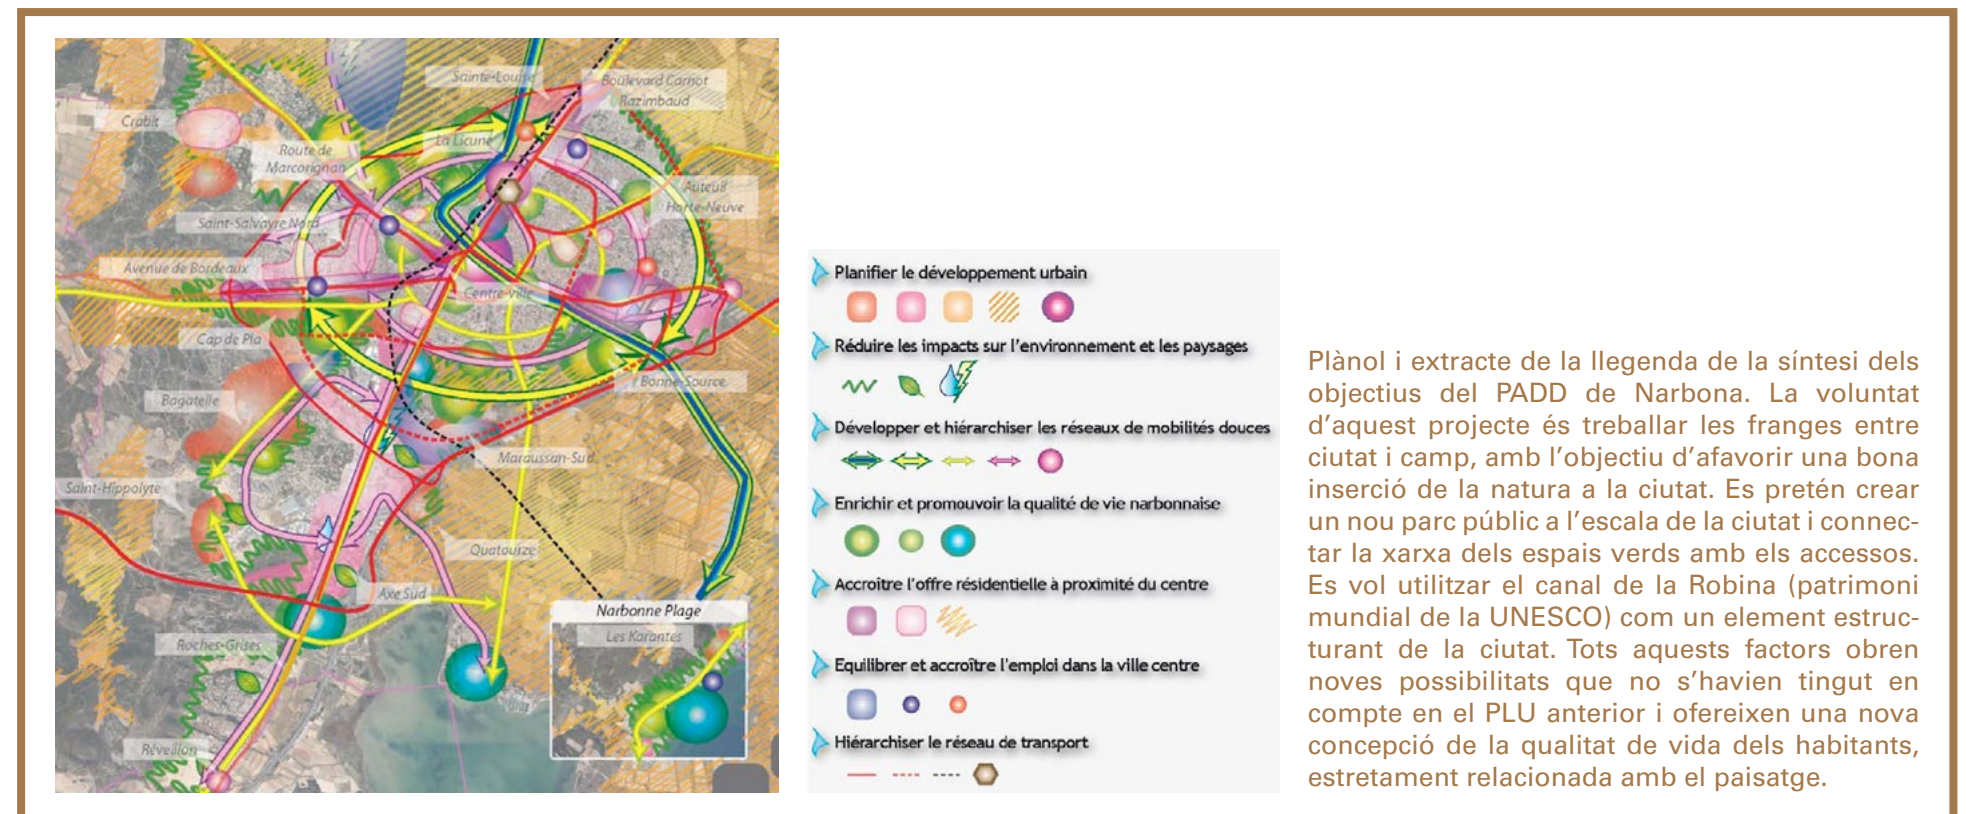 Sainte-Louise
Boulevard Carnot
Razimbaud
Crabit
La Licune
Route de
Marcorignan
Auteuil
Horte-Neuve
Saint-Salvayre Nord
Avenue de Bordeaux
Centre-ville
Cap de Pla
Bonne-Source
Bagatelle
Maraussan-Sud
Saint-Hippolyte
Quatourze
Axe Sud
Narbonne Plage
Les Karantes
Roches-Grises
Réveillon
Planifier le développement urbain
Réduire les impacts sur l'environnement et les paysages
Développer et hiérarchiser les réseaux de mobilités douces
Enrichir et promouvoir la qualité de vie narbonnaise
Accroître l'offre résidentielle à proximité du centre
Equilibrer et accroître l'emploi dans la ville centre
Hiérarchiser le réseau de transport
Plànol i extracte de la llegenda de la síntesi dels
objectius del PADD de Narbona. La voluntat
d'aquest projecte és treballar les franges entre
ciutat i camp, amb l'objectiu d'afavorir una bona
inserció de la natura a la ciutat. Es pretén crear
un nou parc públic a l'escala de la ciutat i connec-
tar la xarxa dels espais verds amb els accessos.
Es vol utilitzar el canal de la Robina (patrimoni
mundial de la UNESCO) com un element estruc-
turant de la ciutat. Tots aquests factors obren
noves possibilitats que no s'havien tingut en
compte en el PLU anterior i ofereixen una nova
concepció de la qualitat de vida dels habitants,
estretament relacionada amb el paisatge.